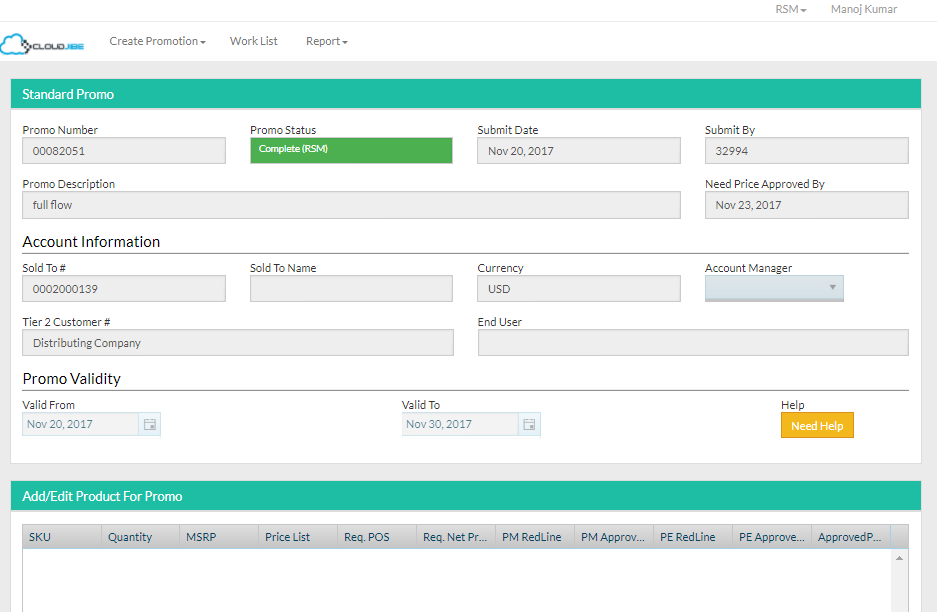 RSM Manoj Kumar
CLOUDJIBE Create Promotion Work List Report
Standard Promo
Promo Number Promo Status Submit Date Submit By
00082051 Complete (RSM) Nov 20, 2017 32994
Promo Description Need Price Approved By
full flow Nov 23, 2017
Account Information
Sold To # Sold To Name Currency Account Manager
0002000139 USD
Tier 2 Customer # End User
Distributing Company
Promo Validity
Valid From Valid To Help
Nov 20, 2017 Nov 30, 2017 Need Help
Add/Edit Product For Promo
SKU Quantity MSRP Price List Req. POS Req. Net Pr... PM RedLine PM Approv... PE RedLine PE Approve... ApprovedP...